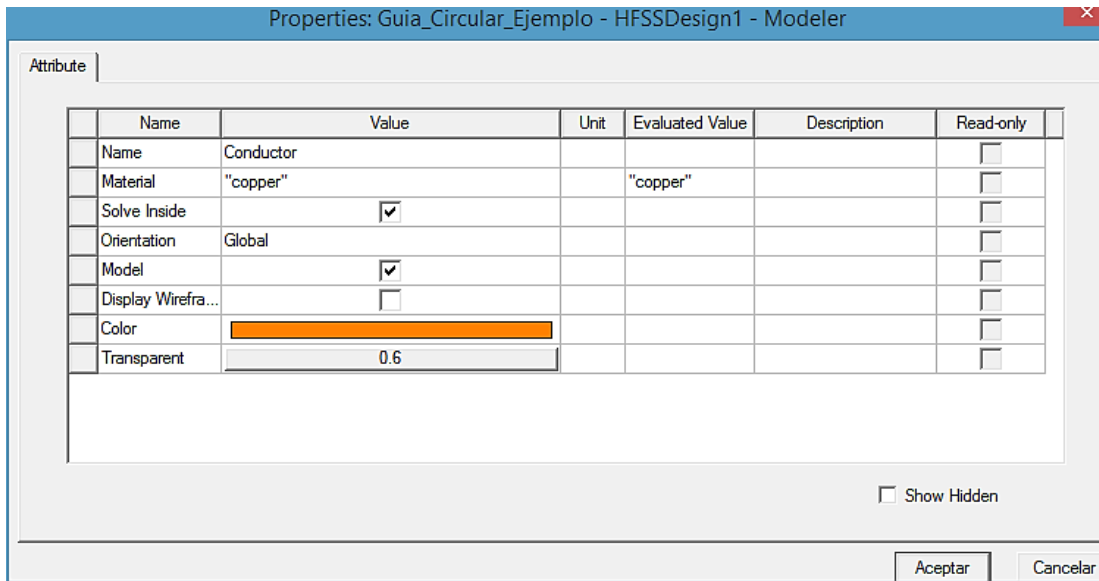 Properties: Guia_Circular_Ejemplo - HFSSDesign1 - Modeler
Attribute
Name Value Unit Evaluated Value Description Read-only
Name Conductor
Material "copper" "copper"
Solve Inside
Orientation Global
Model
Display Wirefra...
Color
Transparent 0.6
Show Hidden
Aceptar Cancelar